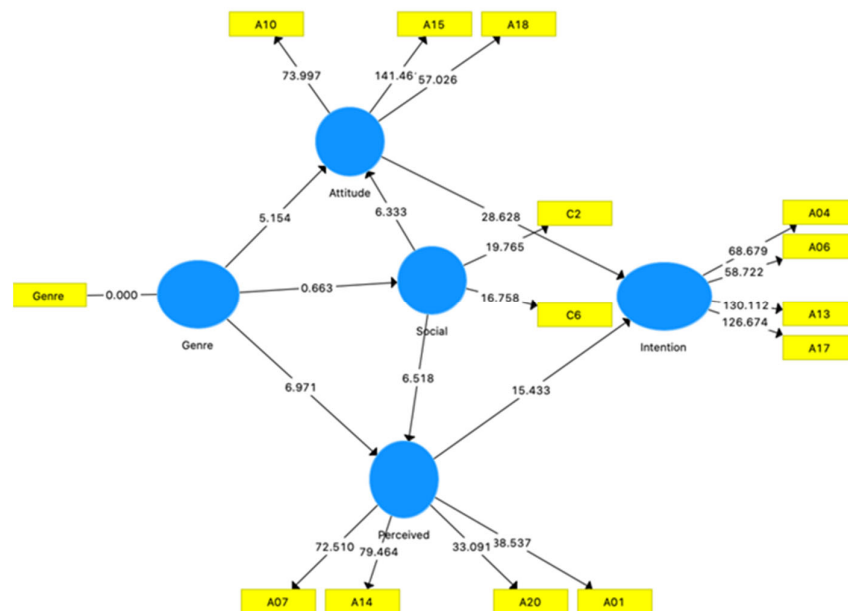 A10
A15
A18
73.997
141.46
57.026
Attitude
5.154
6.333
28.628
C2
19.765
A04
68.679
A06
58.722
Genre
0.000
0.663
16.758
C6
130.112
A13
126.674
A17
Genre
Social
Intention
6.971
6.518
15.433
Perceived
72.510
79.464
33.091
38.537
A07
A14
A20
A01